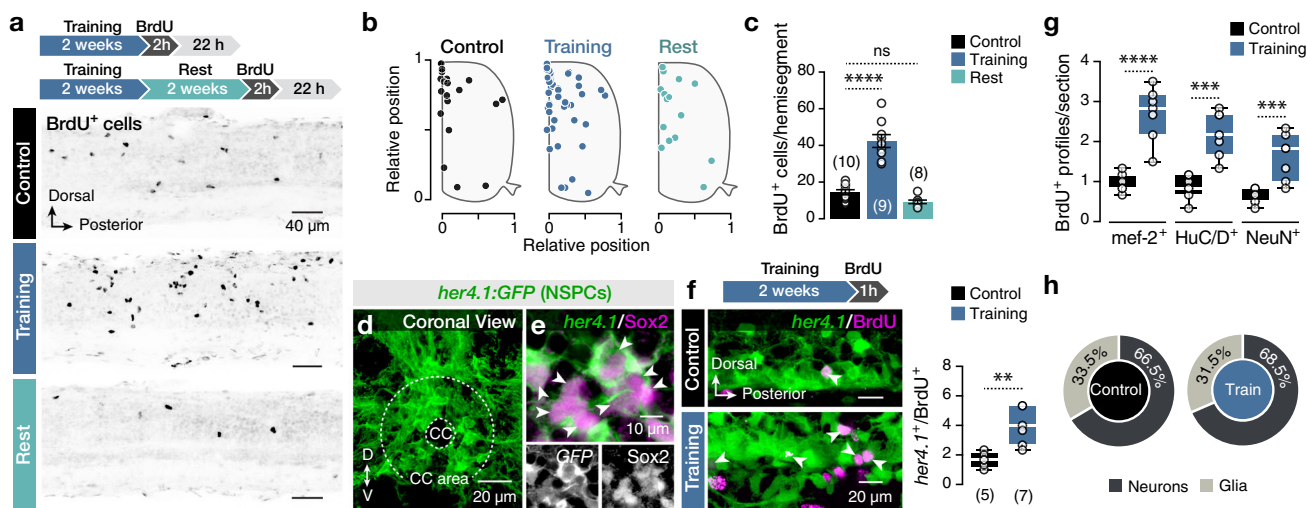 a
Training
BrdU
2 weeks
2h
22 h
Training
Rest
BrdU
2 weeks
2 weeks
2h
22 h
BrdU⁺ cells
Control
Dorsal
Posterior
40 µm
Training
Rest
b
Control
Training
Rest
1
Relative position
0
0
1
0
1
0
1
Relative position
c
Control
Training
Rest
ns
****
BrdU⁺ cells/hemisegment
80
60
40
20
0
(10)
(9)
(8)
her4.1:GFP (NSPCs)
d
Coronal View
CC
CC area
D
V
20 µm
e
her4.1/Sox2
10 µm
GFP
Sox2
f
Training
BrdU
2 weeks
1h
Control
her4.1/BrdU
Dorsal
Posterior
Training
20 µm
Control
Training
**
her4.1⁺/BrdU⁺
8
6
4
2
0
(5)
(7)
g
Control
Training
****
***
***
BrdU⁺ profiles/section
4
3
2
1
0
mef-2⁺
HuC/D⁺
NeuN⁺
h
33.5%
66.5%
Control
31.5%
68.5%
Train
Neurons
Glia